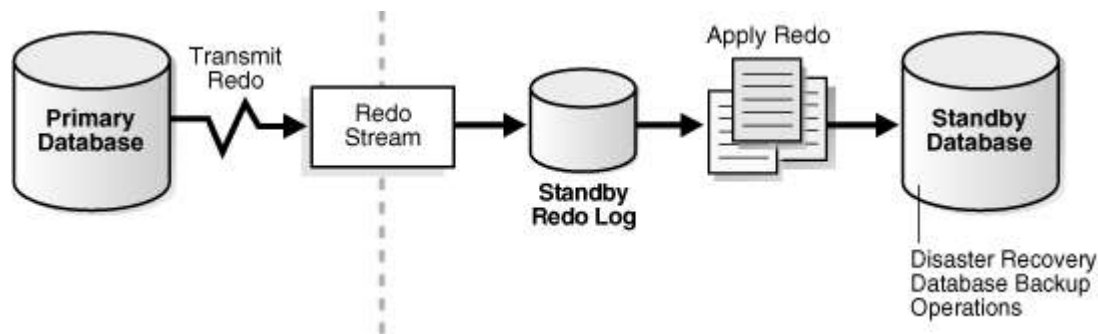 Primary
Database
Transmit
Redo
Redo
Stream
Standby
Redo Log
Apply Redo
Standby
Database
Disaster Recovery
Database Backup
Operations